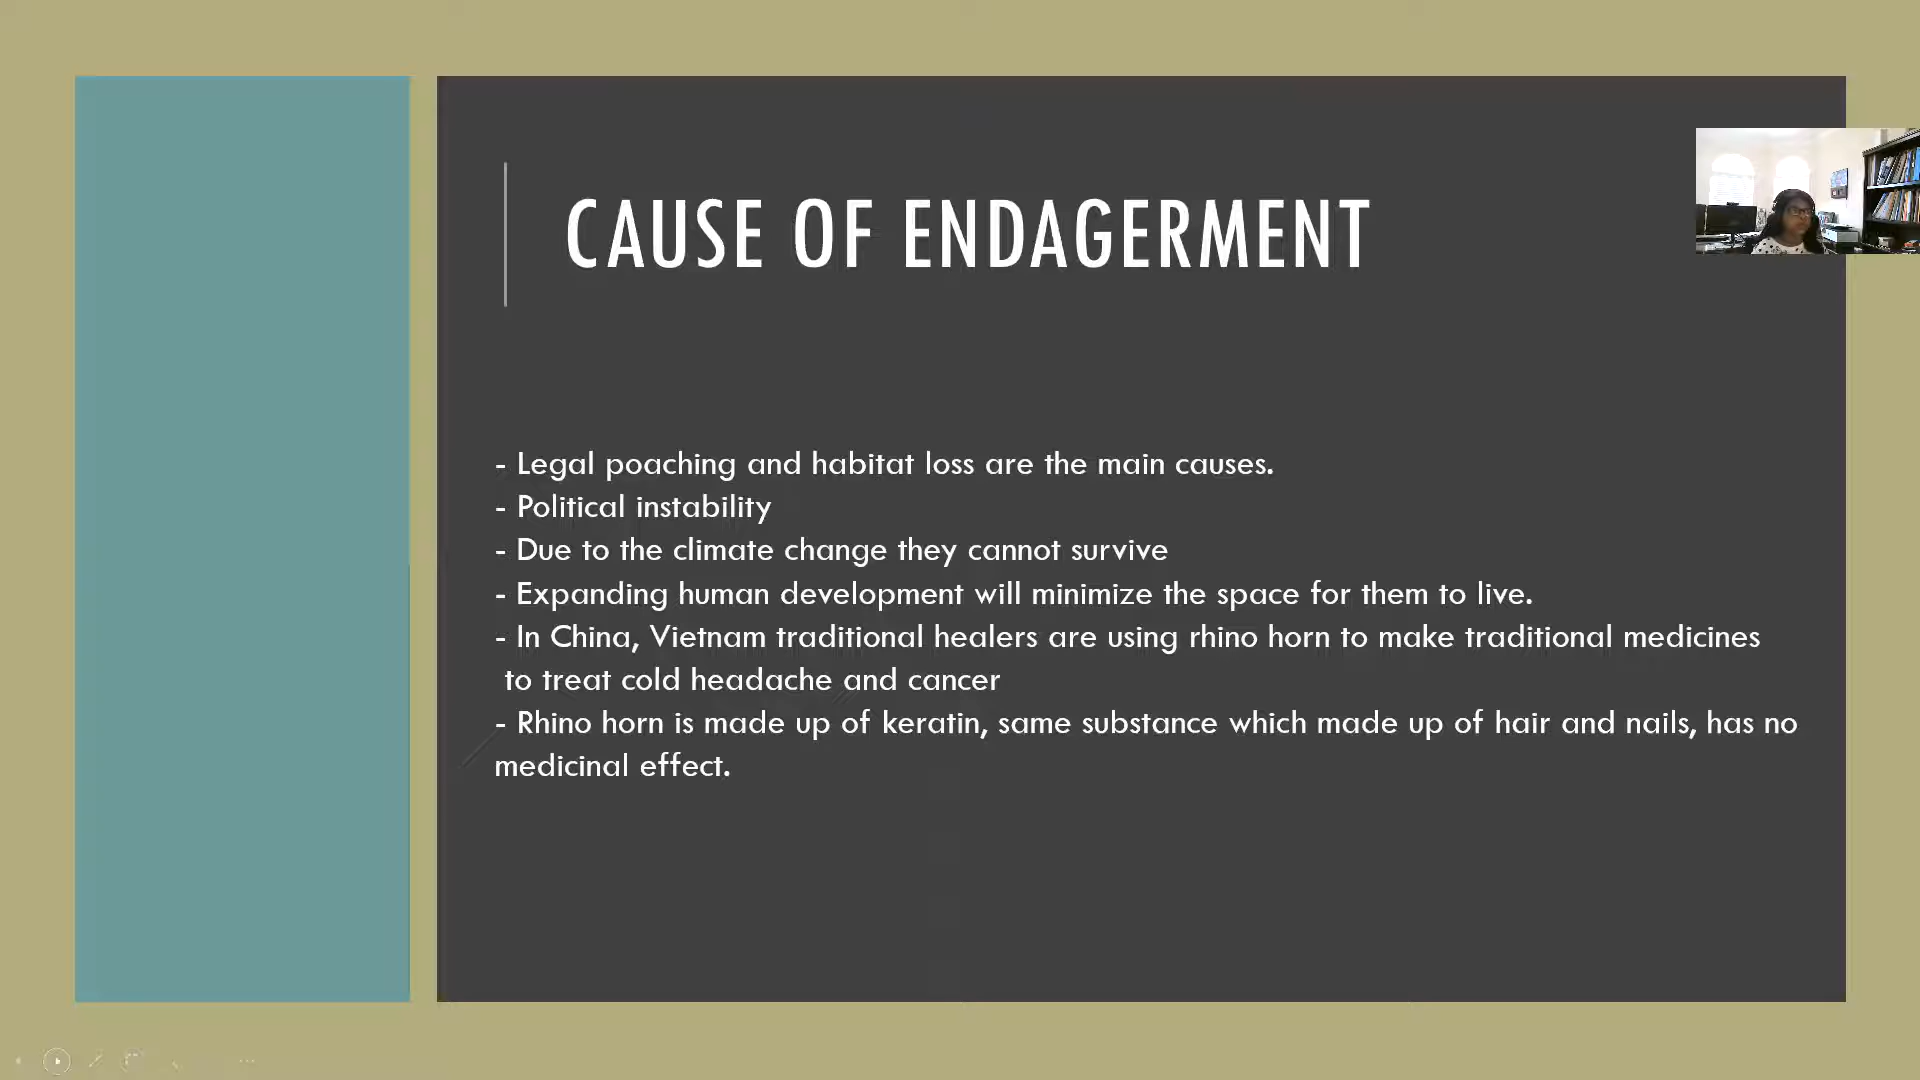 CAUSE OF ENDAGERMENT
- Legal poaching and habitat loss are the main causes.
- Political instability
- Due to the climate change they cannot survive
- Expanding human development will minimize the space for them to live.
- In China, Vietnam traditional healers are using rhino horn to make traditional medicines
to treat cold headache and cancer
- Rhino horn is made up of keratin, same substance which made up of hair and nails, has no
medicinal effect.